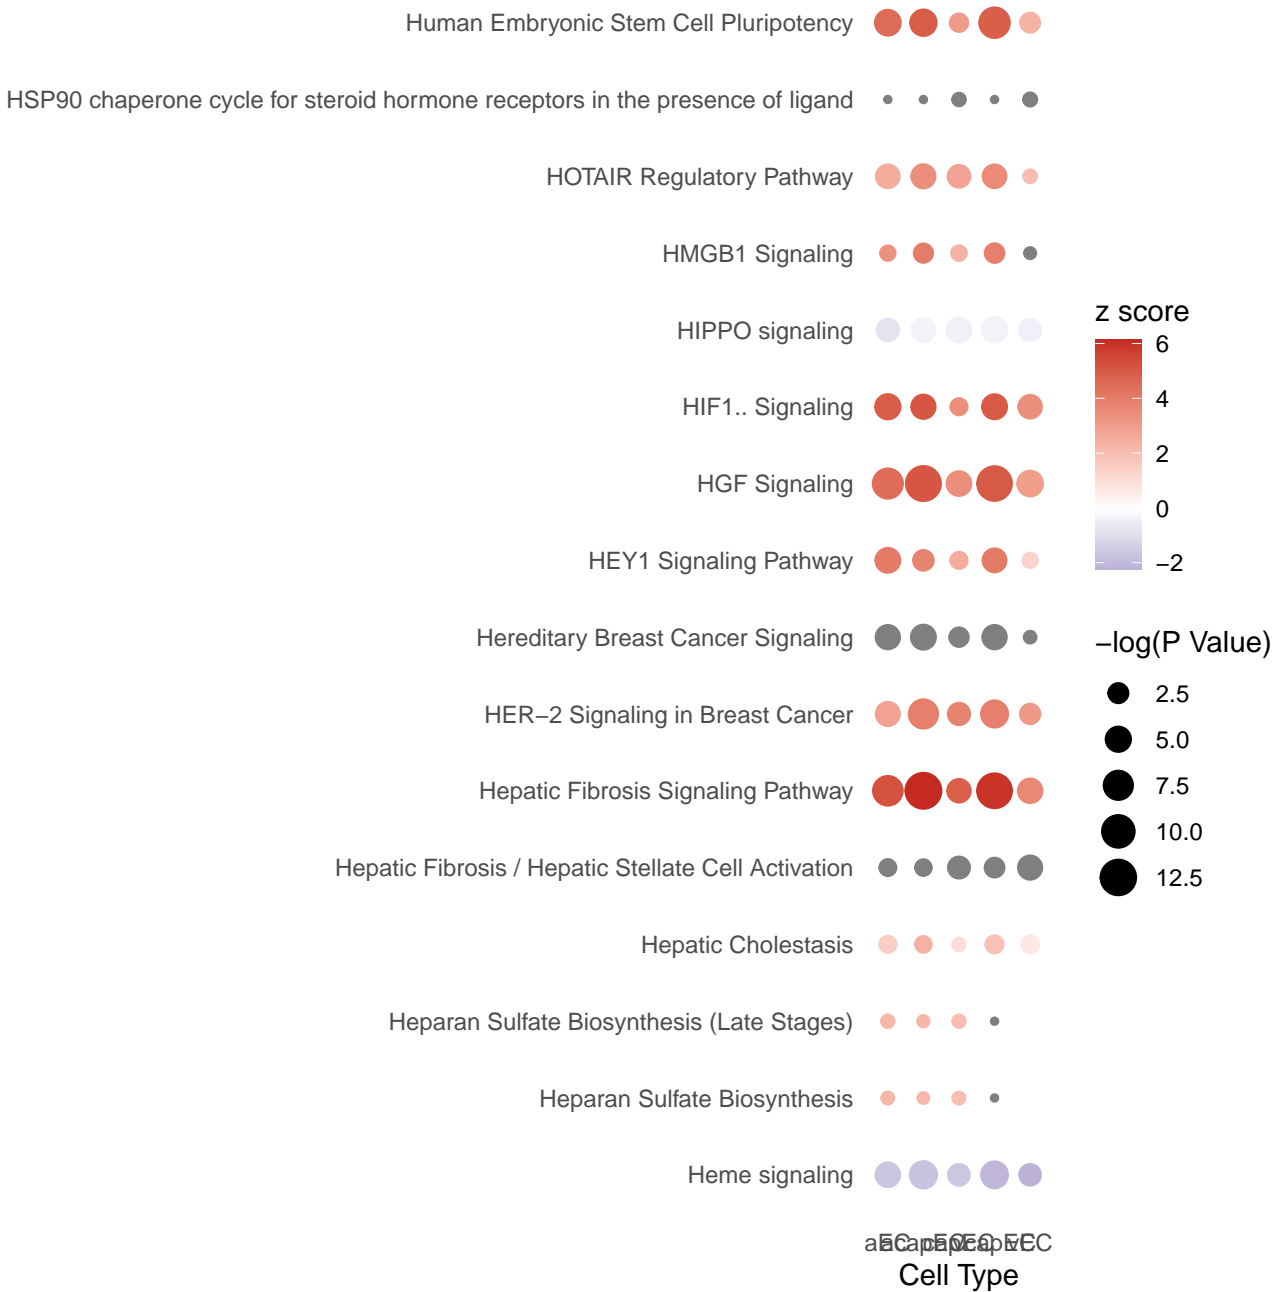 Human Embryonic Stem Cell Pluripotency
HSP90 chaperone cycle for steroid hormone receptors in the presence of ligand
HOTAIR Regulatory Pathway
HMGB1 Signaling
HIPPO signaling
HIF1.. Signaling
HGF Signaling
HEY1 Signaling Pathway
Hereditary Breast Cancer Signaling
HER−2 Signaling in Breast Cancer
Hepatic Fibrosis Signaling Pathway
Hepatic Fibrosis / Hepatic Stellate Cell Activation
Hepatic Cholestasis
Heparan Sulfate Biosynthesis (Late Stages)
Heparan Sulfate Biosynthesis
Heme signaling
Cell Type
z score
6
4
2
0
−2
−log(P Value)
2.5
5.0
7.5
10.0
12.5